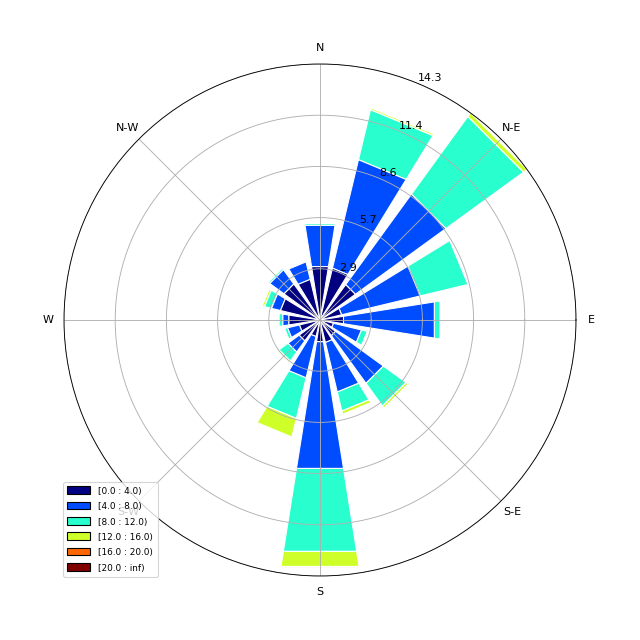 N
14.3
N-W
11.4
N-E
8.6
5.7
2.9
W
E
[0.0 : 4.0)
[4.0 : 8.0)
[8.0 : 12.0)
[12.0 : 16.0)
[16.0 : 20.0)
[20.0 : inf)
S-W
S-E
S